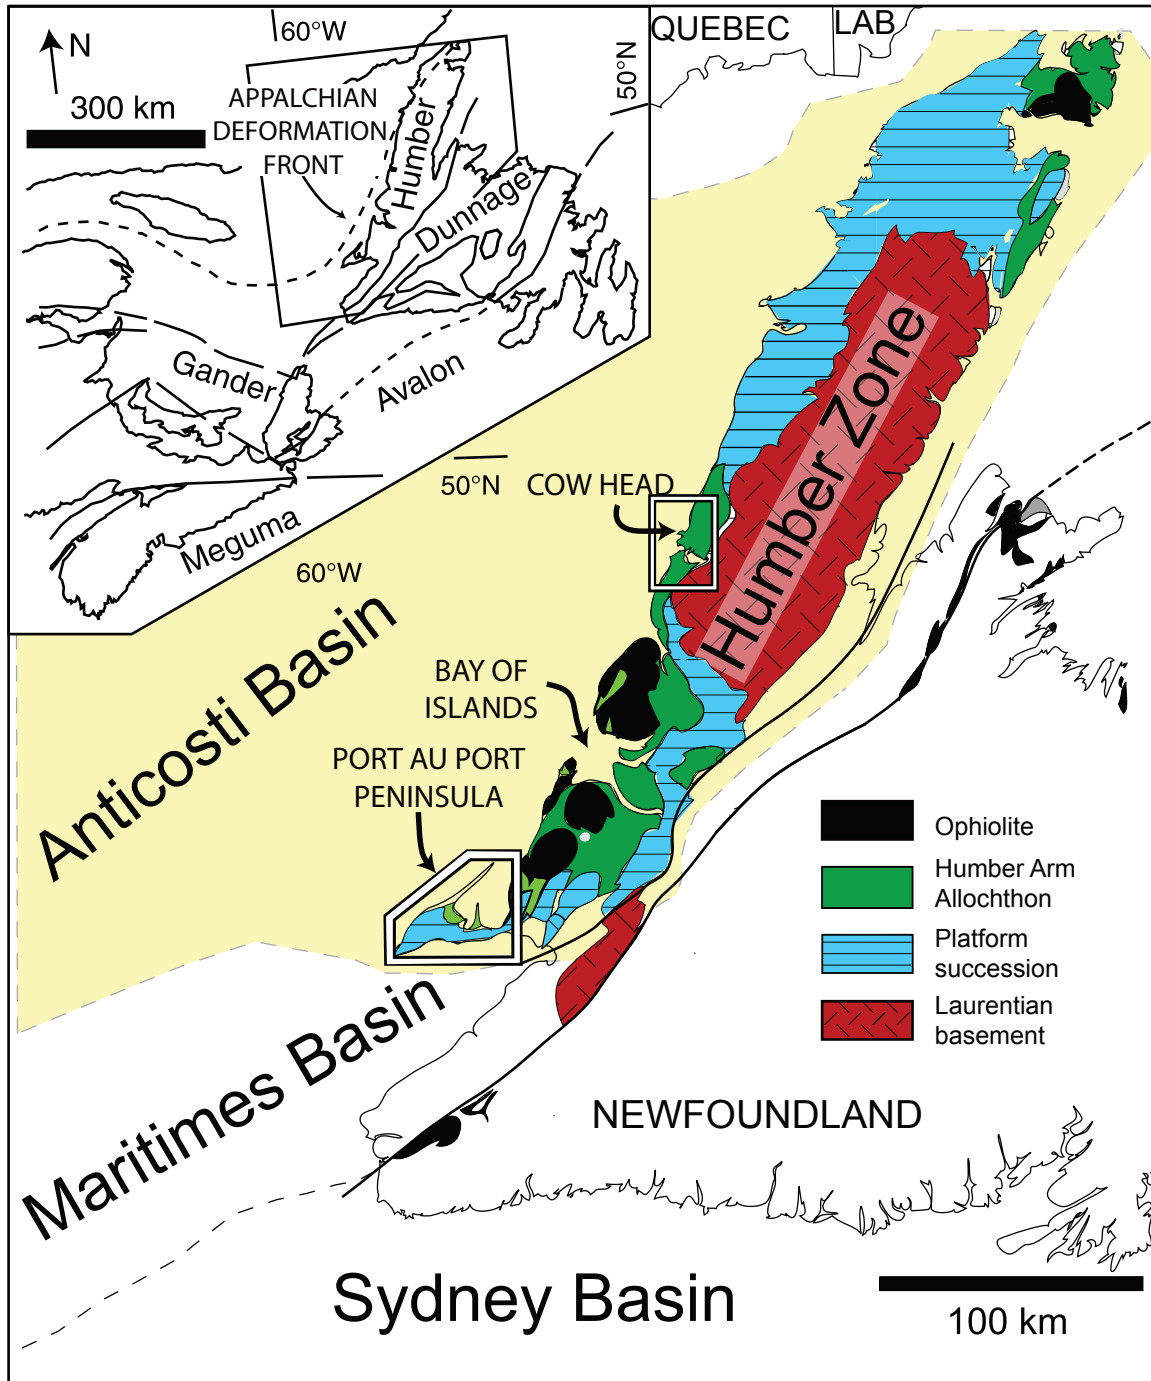 N
300 km
60°W
50°N
APPALCHIAN
DEFORMATION
FRONT
Humber
Dunnage
Gander
Avalon
Meguma
QUEBEC
LAB
50°N
60°W
COW HEAD
Humber Zone
Anticosti Basin
BAY OF
ISLANDS
PORT AU PORT
PENINSULA
Ophiolite
Humber Arm
Allochthon
Platform
succession
Laurentian
basement
Maritimes Basin
NEWFOUNDLAND
Sydney Basin
100 km